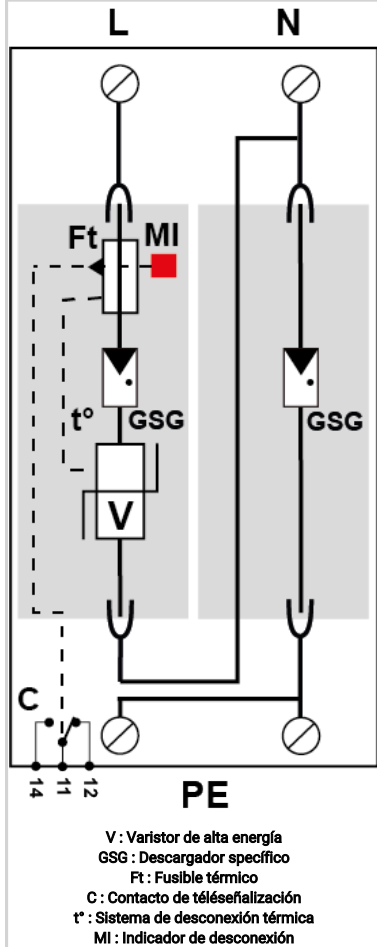 L N
Ft MI
t° GSG GSG
V
C
14 11 12
PE
V : Varistor de alta energía
GSG : Descargador specífico
Ft : Fusible térmico
C : Contacto de téléseñalización
t° : Sistema de desconexión térmica
MI : Indicador de desconexión